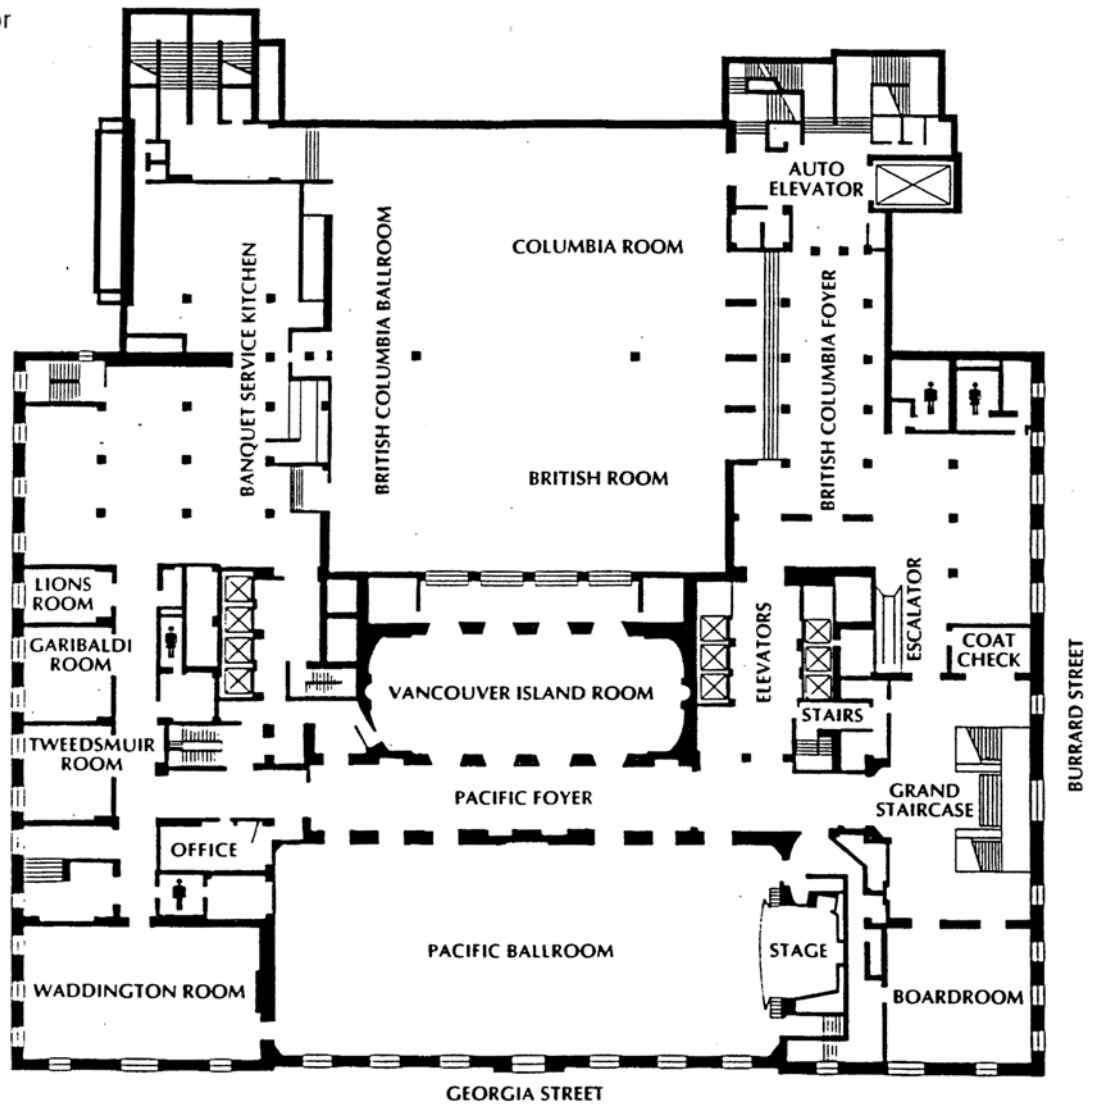 or
AUTO
ELEVATOR
COLUMBIA ROOM
BANQUET SERVICE KITCHEN
BRITISH COLUMBIA BALLROOM
BRITISH COLUMBIA FOYER
BRITISH ROOM
LIONS
ROOM
GARIBALDI
ROOM
TWEEDSMUIR
ROOM
VANCOUVER ISLAND ROOM
ELEVATORS
ESCALATOR
COAT
CHECK
STAIRS
BURRARD STREET
PACIFIC FOYER
GRAND
STAIRCASE
OFFICE
PACIFIC BALLROOM
STAGE
WADDINGTON ROOM
BOARDROOM
GEORGIA STREET